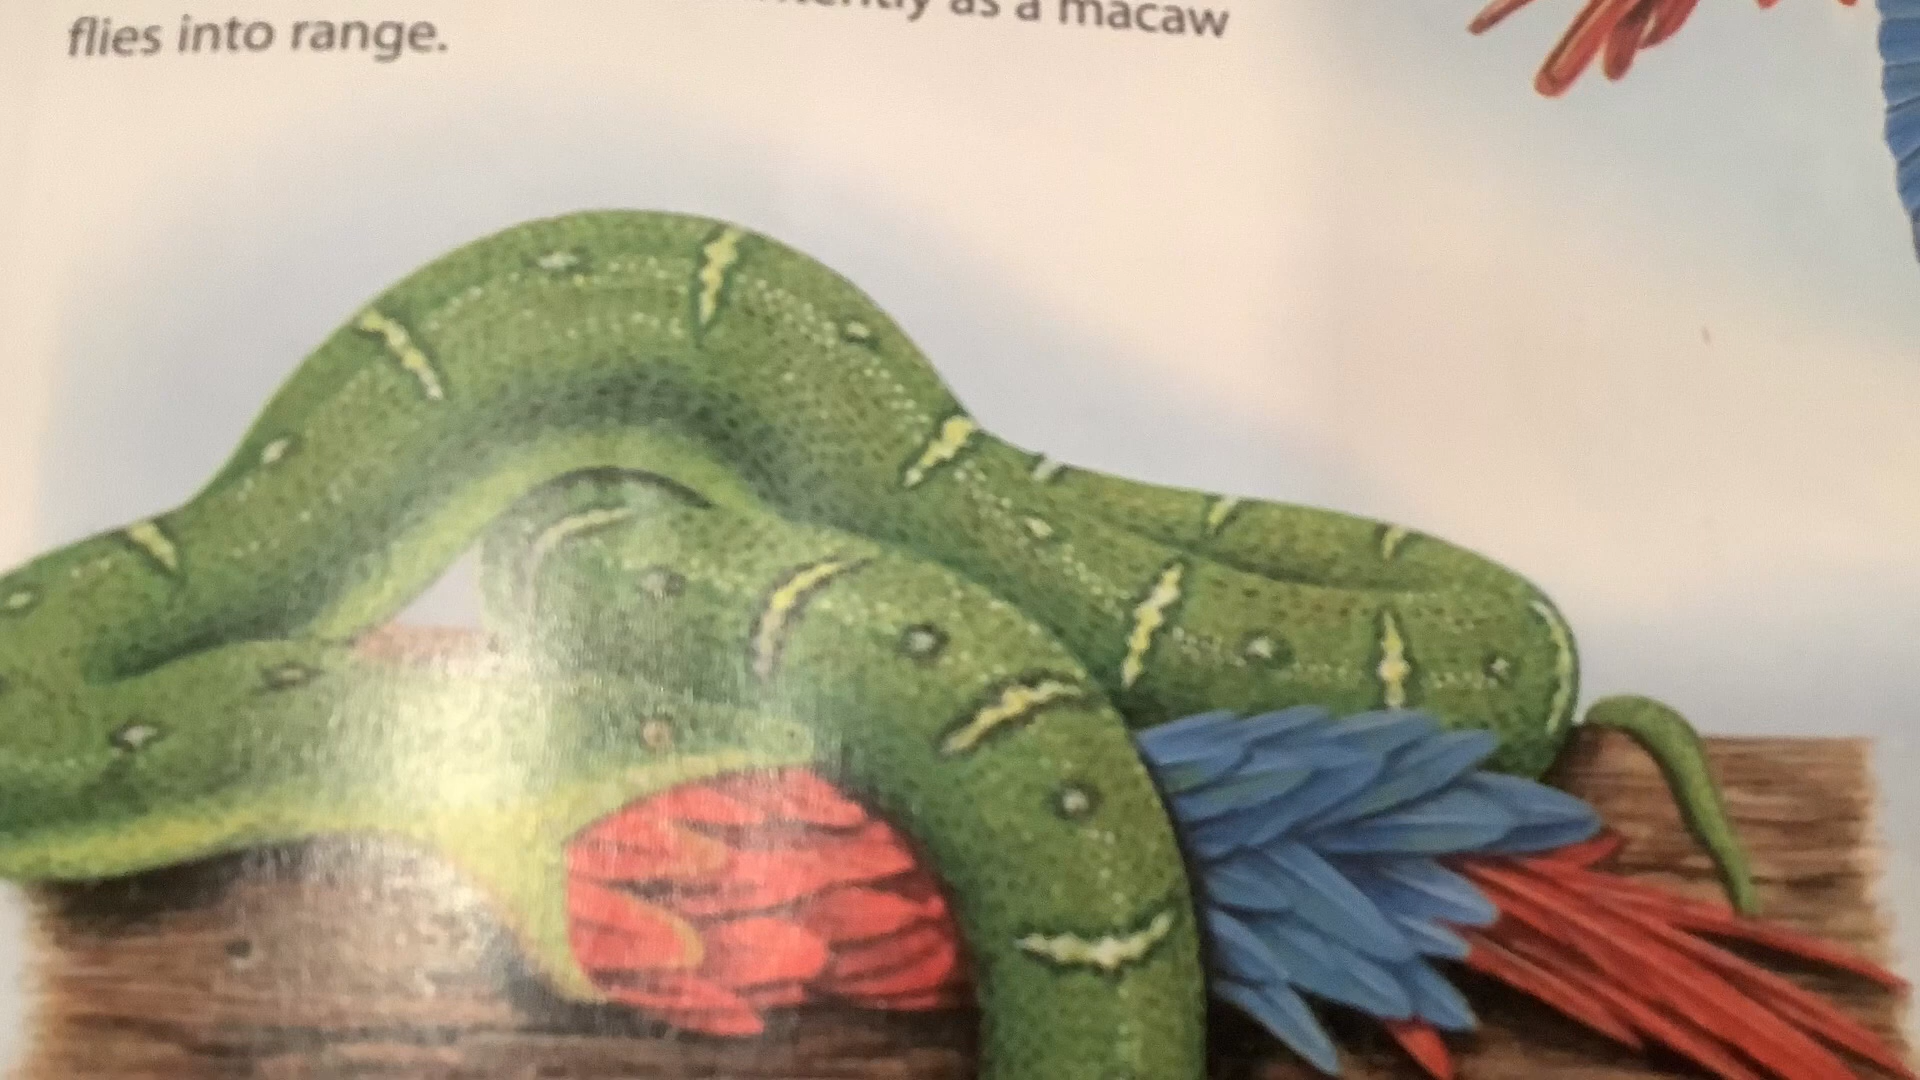 as a macaw
flies into range.